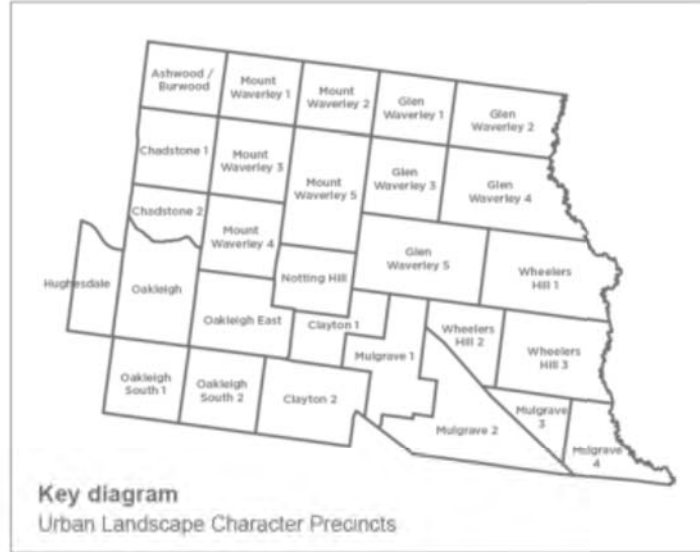 Ashwood /
Burwood
Mount
Waverley 1
Mount
Waverley 2
Glen
Waverley 1
Glen
Waverley 2
Chadstone 1
Mount
Waverley 3
Mount
Waverley 5
Glen
Waverley 3
Glen
Waverley 4
Chadstone 2
Mount
Waverley 4
Glen
Waverley 5
Wheelers
Hill 1
Hughesdale
Oakleigh
Notting Hill
Oakleigh East
Clayton 1
Mulgrave 1
Wheelers
Hill 2
Wheelers
Hill 3
Oakleigh
South 1
Oakleigh
South 2
Clayton 2
Mulgrave 2
Mulgrave
3
Mulgrave
4
Key diagram
Urban Landscape Character Precincts